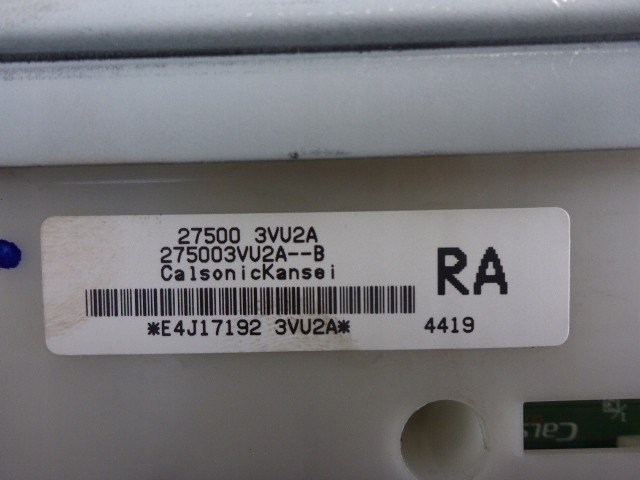 27500 3VU2A
275003VU2A--B
CalsonicKansei
RA
*E4J17192 3VU2A*
4419